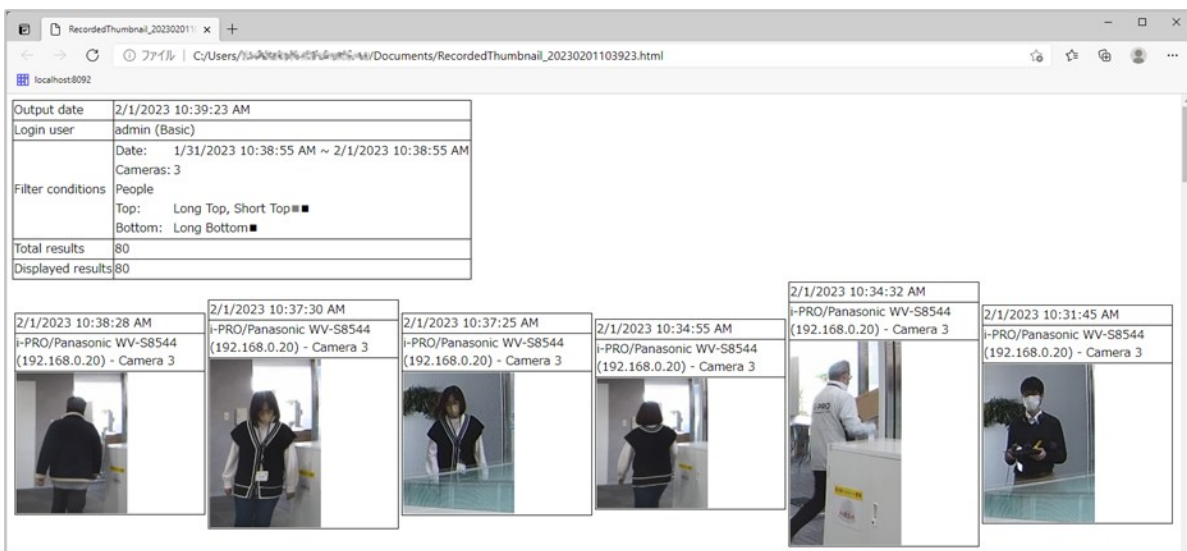 RecordedThumbnail_2023020110
ファイル | C:/Users/ /Documents/RecordedThumbnail_20230201103923.html
localhost:8092
Output date 2/1/2023 10:39:23 AM
Login user admin (Basic)
Filter conditions
Date: 1/31/2023 10:38:55 AM ~ 2/1/2023 10:38:55 AM
Cameras: 3
People
Top: Long Top, Short Top
Bottom: Long Bottom
Total results 80
Displayed results 80
2/1/2023 10:38:28 AM
i-PRO/Panasonic WV-S8544
(192.168.0.20) - Camera 3
2/1/2023 10:37:30 AM
i-PRO/Panasonic WV-S8544
(192.168.0.20) - Camera 3
2/1/2023 10:37:25 AM
i-PRO/Panasonic WV-S8544
(192.168.0.20) - Camera 3
2/1/2023 10:34:55 AM
i-PRO/Panasonic WV-S8544
(192.168.0.20) - Camera 3
2/1/2023 10:34:32 AM
i-PRO/Panasonic WV-S8544
(192.168.0.20) - Camera 3
2/1/2023 10:31:45 AM
i-PRO/Panasonic WV-S8544
(192.168.0.20) - Camera 3